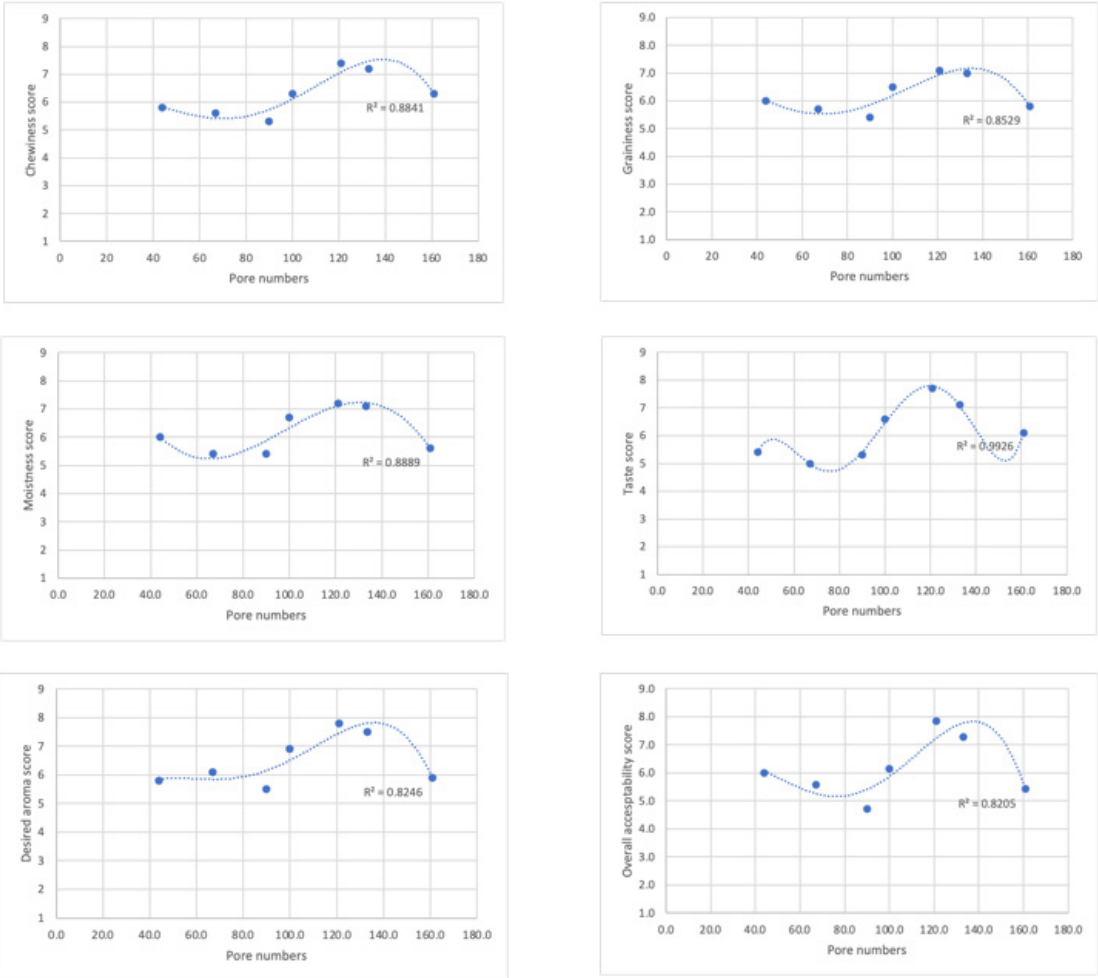 Chewiness score
9
8
7
6
5
4
3
2
1
R² = 0.8841
0 20 40 60 80 100 120 140 160 180
Pore numbers
Graininess score
9.0
8.0
7.0
6.0
5.0
4.0
3.0
2.0
1.0
R² = 0.8529
0 20 40 60 80 100 120 140 160 180
Pore numbers
Moistness score
9
8
7
6
5
4
3
2
1
R² = 0.8889
0.0 20.0 40.0 60.0 80.0 100.0 120.0 140.0 160.0 180.0
Pore numbers
Taste score
9
8
7
6
5
4
3
2
1
R² = 0.9926
0.0 20.0 40.0 60.0 80.0 100.0 120.0 140.0 160.0 180.0
Pore numbers
Desired aroma score
9
8
7
6
5
4
3
2
1
R² = 0.8246
0.0 20.0 40.0 60.0 80.0 100.0 120.0 140.0 160.0 180.0
Pore numbers
Overall accesptability score
9.0
8.0
7.0
6.0
5.0
4.0
3.0
2.0
1.0
R² = 0.8205
0.0 20.0 40.0 60.0 80.0 100.0 120.0 140.0 160.0 180.0
Pore numbers